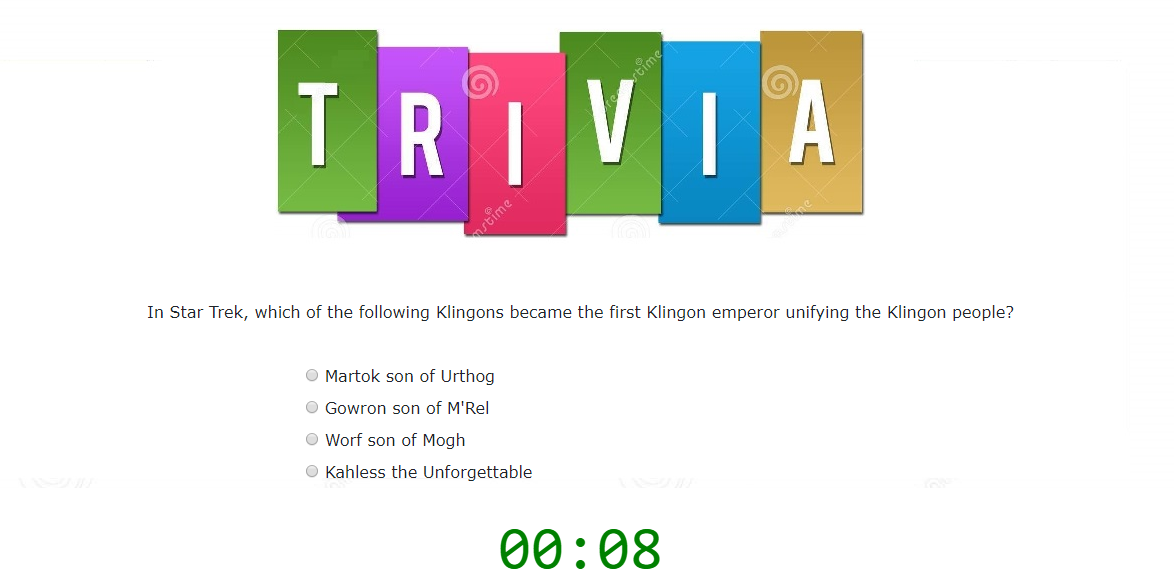 TRIVIA
In Star Trek, which of the following Klingons became the first Klingon emperor unifying the Klingon people?
Martok son of Urthog
Gowron son of M'Rel
Worf son of Mogh
Kahless the Unforgettable
00:08